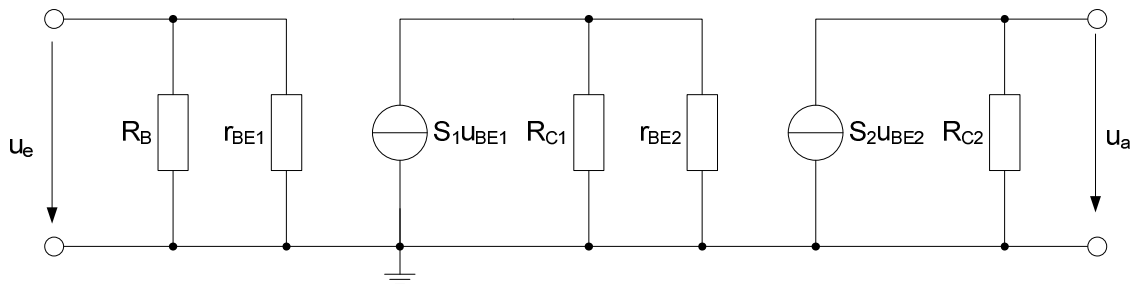 u_e
R_B
r_BE1
S_1u_BE1
R_C1
r_BE2
S_2u_BE2
R_C2
u_a